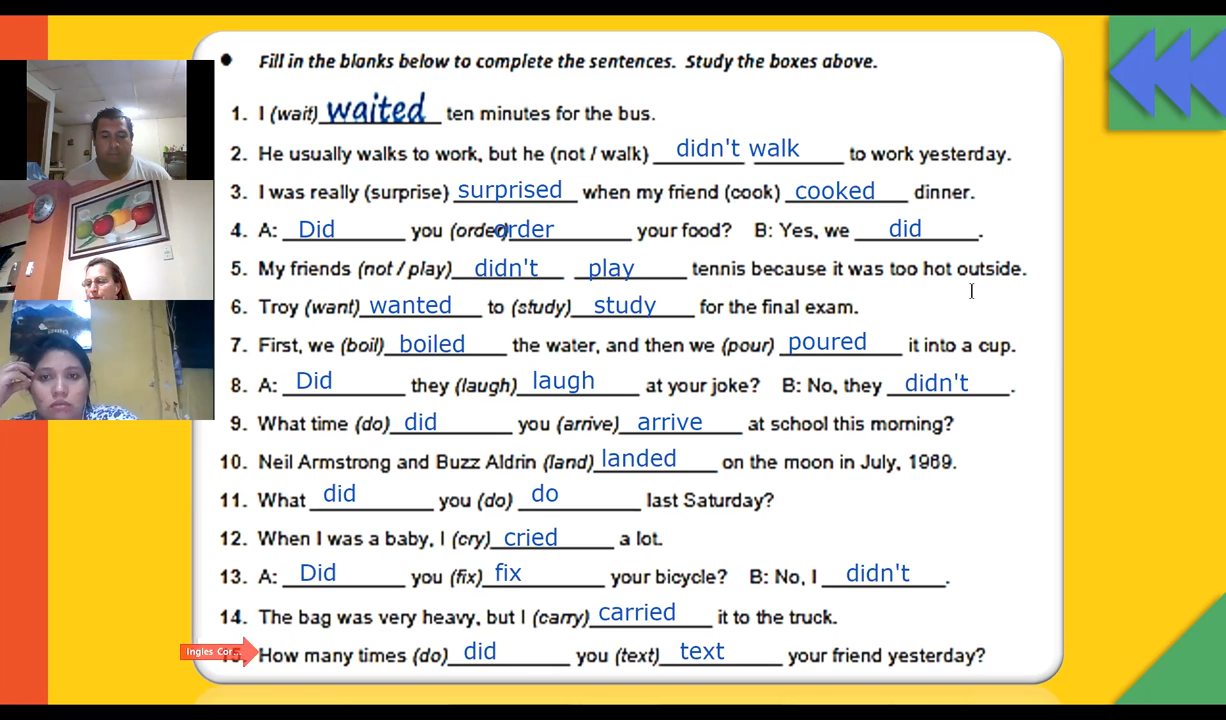 ● Fill in the blanks below to complete the sentences. Study the boxes above.
1. I (wait) waited ten minutes for the bus.
2. He usually walks to work, but he (not / walk) didn't walk to work yesterday.
3. I was really (surprise) surprised when my friend (cook) cooked dinner.
4. A: Did you (order) order your food? B: Yes, we did.
5. My friends (not / play) didn't play tennis because it was too hot outside.
6. Troy (want) wanted to (study) study for the final exam.
7. First, we (boil) boiled the water, and then we (pour) poured it into a cup.
8. A: Did they (laugh) laugh at your joke? B: No, they didn't.
9. What time (do) did you (arrive) arrive at school this morning?
10. Neil Armstrong and Buzz Aldrin (land) landed on the moon in July, 1969.
11. What did you (do) do last Saturday?
12. When I was a baby, I (cry) cried a lot.
13. A: Did you (fix) fix your bicycle? B: No, I didn't.
14. The bag was very heavy, but I (carry) carried it to the truck.
Ingles Cor...
15. How many times (do) did you (text) text your friend yesterday?